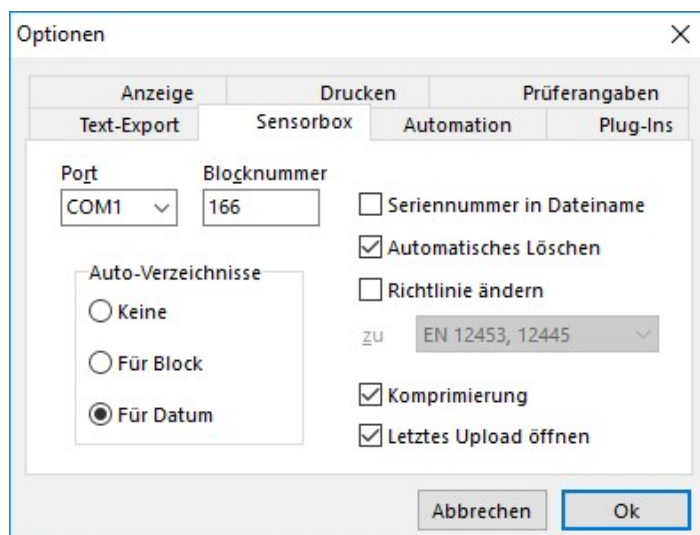 Optionen
Anzeige Drucken Prüferangaben
Text-Export Sensorbox Automation Plug-Ins
Port Blocknummer
COM1 166
Seriennummer in Dateiname
Automatisches Löschen
Auto-Verzeichnisse
Richtlinie ändern
Keine
zu EN 12453, 12445
Für Block
Komprimierung
Für Datum
Letztes Upload öffnen
Abbrechen Ok